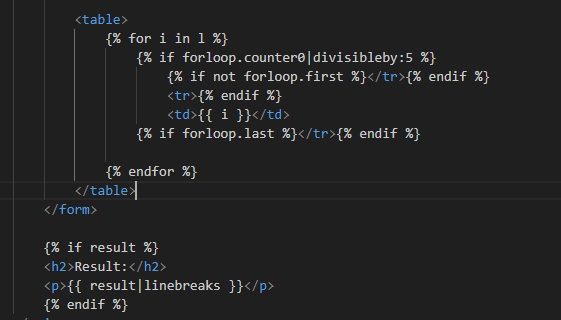 <table>
{% for i in l %}
{% if forloop.counter0|divisibleby:5 %}
{% if not forloop.first %}</tr>{% endif %}
<tr>{% endif %}
<td>{{ i }}</td>
{% if forloop.last %}</tr>{% endif %}
{% endfor %}
</table>
</form>
{% if result %}
<h2>Result:</h2>
<p>{{ result|linebreaks }}</p>
{% endif %}